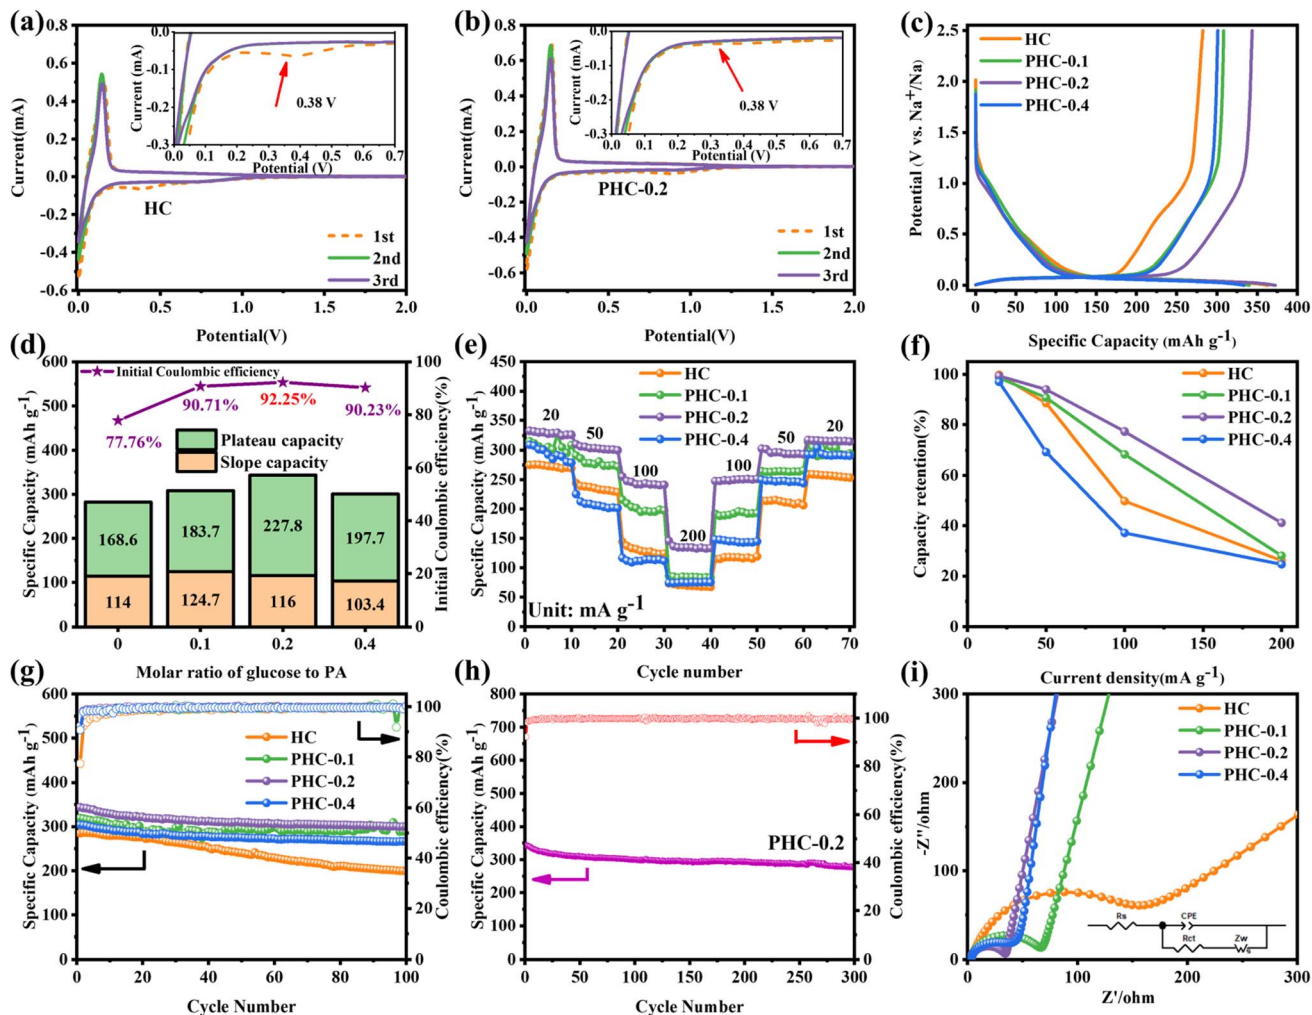 (a)
0.8
0.6
0.4
0.2
0.0
-0.2
-0.4
-0.6
Current(mA)
0.0
0.5
1.0
1.5
2.0
Potential(V)
HC
1st
2nd
3rd
0.0
-0.1
-0.2
-0.3
Current (mA)
0.0
0.1
0.2
0.3
0.4
0.5
0.6
0.7
Potential (V)
0.38 V
(b)
0.8
0.6
0.4
0.2
0.0
-0.2
-0.4
-0.6
Current(mA)
0.0
0.5
1.0
1.5
2.0
Potential(V)
PHC-0.2
1st
2nd
3rd
0.0
-0.1
-0.2
-0.3
Current (mA)
0.0
0.1
0.2
0.3
0.4
0.5
0.6
0.7
Potential (V)
0.38 V
(c)
2.5
2.0
1.5
1.0
0.5
0.0
Potential (V vs. Na⁺/Na)
0
50
100
150
200
250
300
350
400
Specific Capacity (mAh g⁻¹)
HC
PHC-0.1
PHC-0.2
PHC-0.4
(d)
600
500
400
300
200
100
0
Specific Capacity (mAh g⁻¹)
Initial Coulombic efficiency
77.76%
90.71%
92.25%
90.23%
Plateau capacity
Slope capacity
168.6
183.7
227.8
197.7
114
124.7
116
103.4
0
0.1
0.2
0.4
Molar ratio of glucose to PA
100
80
60
40
20
0
Initial Coulombic efficiency(%)
(e)
450
400
350
300
250
200
150
100
50
0
Specific Capacity (mAh g⁻¹)
HC
PHC-0.1
PHC-0.2
PHC-0.4
20
50
100
200
100
50
20
Unit: mA g⁻¹
0
10
20
30
40
50
60
70
Cycle number
(f)
100
80
60
40
20
0
Capacity retention(%)
HC
PHC-0.1
PHC-0.2
PHC-0.4
0
50
100
150
200
Current density(mA g⁻¹)
(g)
600
500
400
300
200
100
0
Specific Capacity (mAh g⁻¹)
HC
PHC-0.1
PHC-0.2
PHC-0.4
0
20
40
60
80
100
Cycle Number
100
80
60
40
20
0
Coulombic efficiency(%)
(h)
800
700
600
500
400
300
200
100
0
Specific Capacity (mAh g⁻¹)
PHC-0.2
0
50
100
150
200
250
300
Cycle Number
100
80
60
40
20
0
Coulombic efficiency(%)
(i)
300
200
100
0
-Z''/ohm
HC
PHC-0.1
PHC-0.2
PHC-0.4
Rs
CPE
Rct
Zw
0
100
200
300
Z'/ohm